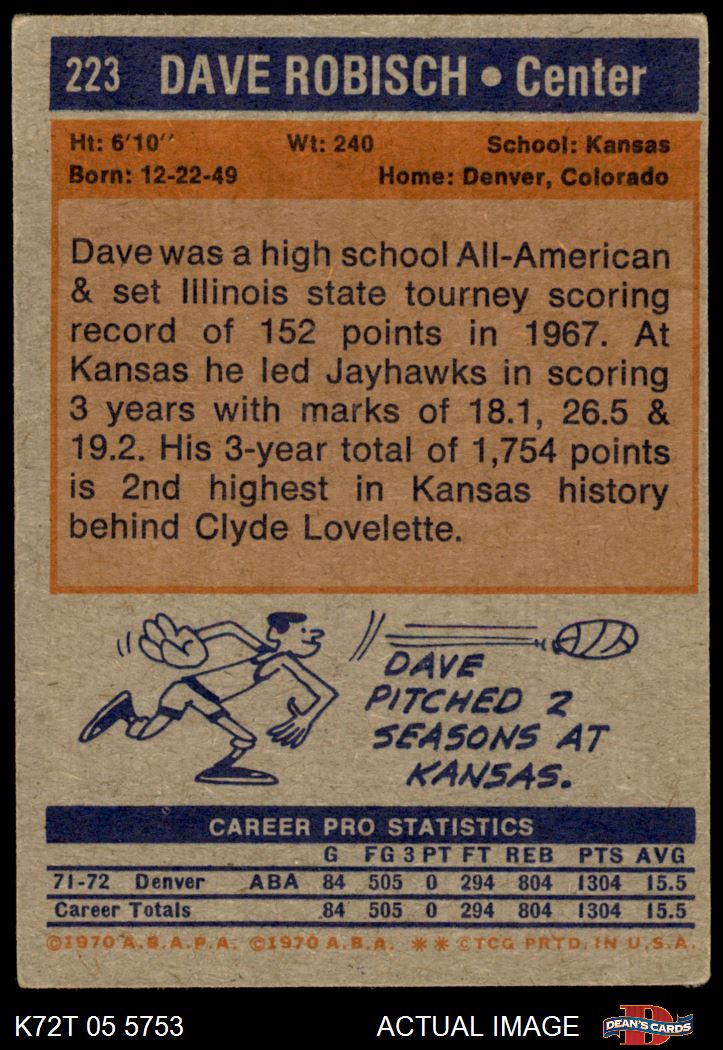 223 DAVE ROBISCH • Center
Ht: 6'10" Wt: 240 School: Kansas
Born: 12-22-49 Home: Denver, Colorado
Dave was a high school All-American
& set Illinois state tourney scoring
record of 152 points in 1967. At
Kansas he led Jayhawks in scoring
3 years with marks of 18.1, 26.5 &
19.2. His 3-year total of 1,754 points
is 2nd highest in Kansas history
behind Clyde Lovelette.
DAVE
PITCHED 2
SEASONS AT
KANSAS.
CAREER PRO STATISTICS
G FG 3 PT FT REB PTS AVG
71-72 Denver ABA 84 505 0 294 804 1304 15.5
Career Totals 84 505 0 294 804 1304 15.5
©1970 A.B.A.P.A. ©1970 A.B.A. ** ©TCG PRTD. IN U.S.A.
K72T 05 5753 ACTUAL IMAGE D DEAN'S CARDS